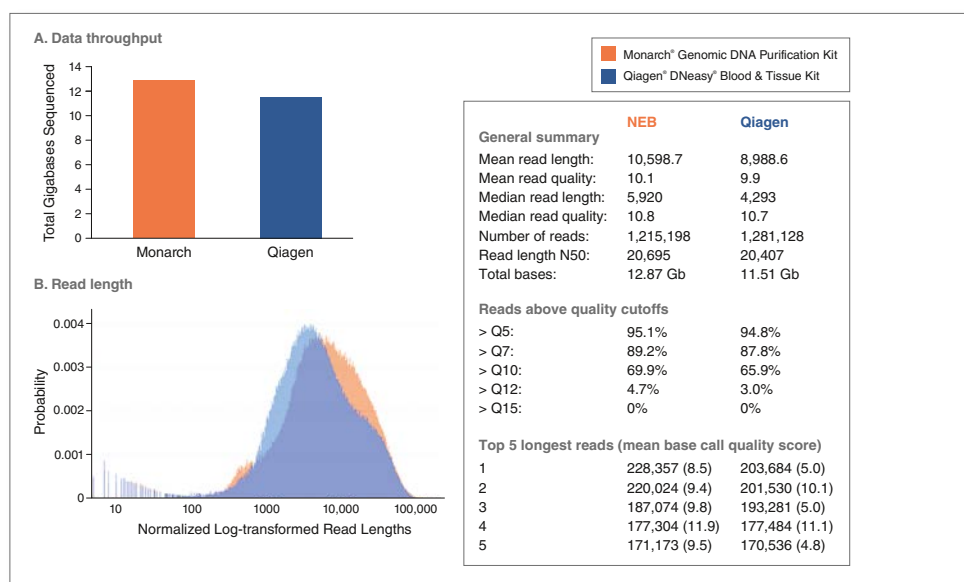 A. Data throughput
Total Gigabases Sequenced
14
12
10
8
6
4
2
0
Monarch
Qiagen
B. Read length
Probability
0.004
0.003
0.002
0.001
0
10
100
1000
10,000
100,000
Normalized Log-transformed Read Lengths
Monarch® Genomic DNA Purification Kit
Qiagen® DNeasy® Blood & Tissue Kit
NEB Qiagen
General summary
Mean read length: 10,598.7 8,988.6
Mean read quality: 10.1 9.9
Median read length: 5,920 4,293
Median read quality: 10.8 10.7
Number of reads: 1,215,198 1,281,128
Read length N50: 20,695 20,407
Total bases: 12.87 Gb 11.51 Gb
Reads above quality cutoffs
> Q5: 95.1% 94.8%
> Q7: 89.2% 87.8%
> Q10: 69.9% 65.9%
> Q12: 4.7% 3.0%
> Q15: 0% 0%
Top 5 longest reads (mean base call quality score)
1 228,357 (8.5) 203,684 (5.0)
2 220,024 (9.4) 201,530 (10.1)
3 187,074 (9.8) 193,281 (5.0)
4 177,304 (11.9) 177,484 (11.1)
5 171,173 (9.5) 170,536 (4.8)